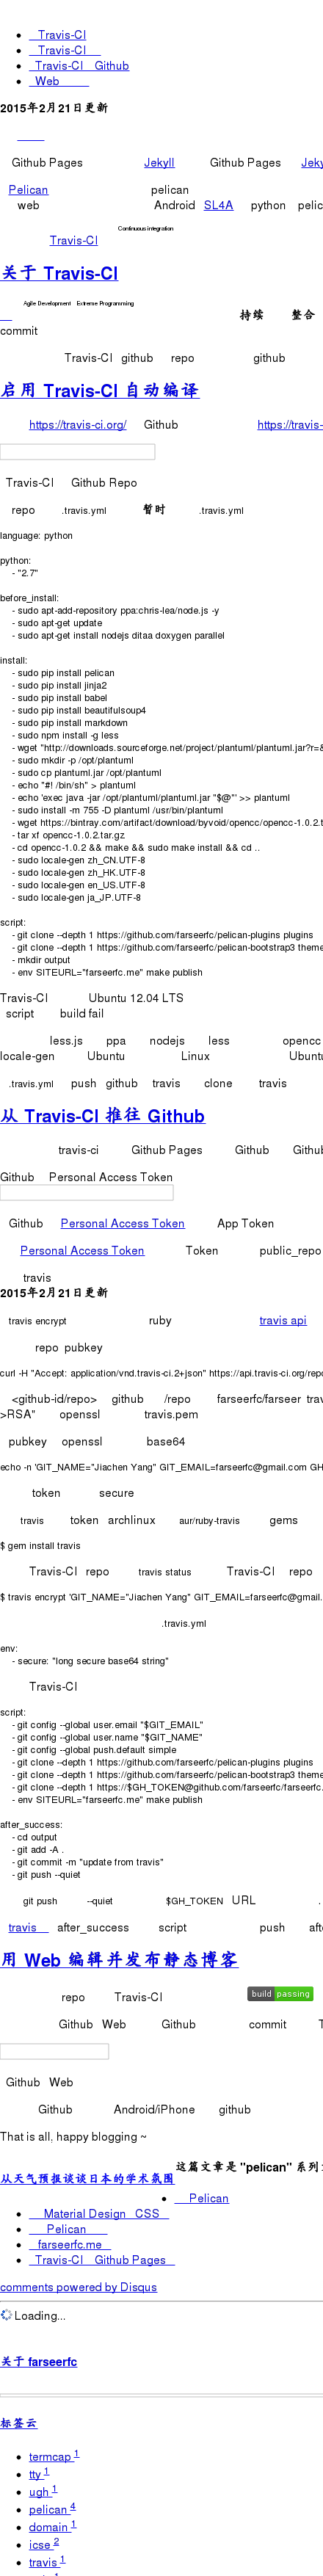 Travis-CI
Travis-CI
Travis-CI Github
Web
2015年2月21日更新
Github Pages Jekyll Github Pages Jeky
Pelican pelican
web Android SL4A python peli
Continuous integration
Travis-CI
关于 Travis-CI
Agile Development Extreme Programming
持续 整合
commit
Travis-CI github repo github
启用 Travis-CI 自动编译
https://travis-ci.org/ Github https://travis-
Travis-CI Github Repo
repo .travis.yml 暂时 .travis.yml
language: python
python:
- "2.7"
before_install:
- sudo apt-add-repository ppa:chris-lea/node.js -y
- sudo apt-get update
- sudo apt-get install nodejs ditaa doxygen parallel
install:
- sudo pip install pelican
- sudo pip install jinja2
- sudo pip install babel
- sudo pip install beautifulsoup4
- sudo pip install markdown
- sudo npm install -g less
- wget "http://downloads.sourceforge.net/project/plantuml/plantuml.jar?r=&
- sudo mkdir -p /opt/plantuml
- sudo cp plantuml.jar /opt/plantuml
- echo "#! /bin/sh" > plantuml
- echo 'exec java -jar /opt/plantuml/plantuml.jar "$@"' >> plantuml
- sudo install -m 755 -D plantuml /usr/bin/plantuml
- wget https://bintray.com/artifact/download/byvoid/opencc/opencc-1.0.2.t
- tar xf opencc-1.0.2.tar.gz
- cd opencc-1.0.2 && make && sudo make install && cd ..
- sudo locale-gen zh_CN.UTF-8
- sudo locale-gen zh_HK.UTF-8
- sudo locale-gen en_US.UTF-8
- sudo locale-gen ja_JP.UTF-8
script:
- git clone --depth 1 https://github.com/farseerfc/pelican-plugins plugins
- git clone --depth 1 https://github.com/farseerfc/pelican-bootstrap3 theme
- mkdir output
- env SITEURL="farseerfc.me" make publish
Travis-CI Ubuntu 12.04 LTS
script build fail
less.js ppa nodejs less opencc
locale-gen Ubuntu Linux Ubuntu
.travis.yml push github travis clone travis
从 Travis-CI 推往 Github
travis-ci Github Pages Github Github
Github Personal Access Token
Github Personal Access Token App Token
Personal Access Token Token public_repo
travis
2015年2月21日更新
travis encrypt ruby travis api
repo pubkey
curl -H "Accept: application/vnd.travis-ci.2+json" https://api.travis-ci.org/repo
<github-id/repo> github /repo farseerfc/farseer trav
>RSA" openssl travis.pem
pubkey openssl base64
echo -n 'GIT_NAME="Jiachen Yang" GIT_EMAIL=farseerfc@gmail.com GH
token secure
travis token archlinux aur/ruby-travis gems
$ gem install travis
Travis-CI repo travis status Travis-CI repo
$ travis encrypt 'GIT_NAME="Jiachen Yang" GIT_EMAIL=farseerfc@gmail.
.travis.yml
env:
- secure: "long secure base64 string"
Travis-CI
script:
- git config --global user.email "$GIT_EMAIL"
- git config --global user.name "$GIT_NAME"
- git config --global push.default simple
- git clone --depth 1 https://github.com/farseerfc/pelican-plugins plugins
- git clone --depth 1 https://github.com/farseerfc/pelican-bootstrap3 theme
- git clone --depth 1 https://$GH_TOKEN@github.com/farseerfc/farseerfc.
- env SITEURL="farseerfc.me" make publish
after_success:
- cd output
- git add -A .
- git commit -m "update from travis"
- git push --quiet
git push --quiet $GH_TOKEN URL .
travis after_success script push afte
用 Web 编辑并发布静态博客
repo Travis-CI build passing
Github Web Github commit T
Github Web
Github Android/iPhone github
That is all, happy blogging ~
这篇文章是 "pelican" 系列
从天气预报谈谈日本的学术氛围
Pelican
Material Design CSS
Pelican
farseerfc.me
Travis-CI Github Pages
comments powered by Disqus
Loading...
关于 farseerfc
标签云
termcap 1
tty 1
ugh 1
pelican 4
domain 1
icse 2
travis 1